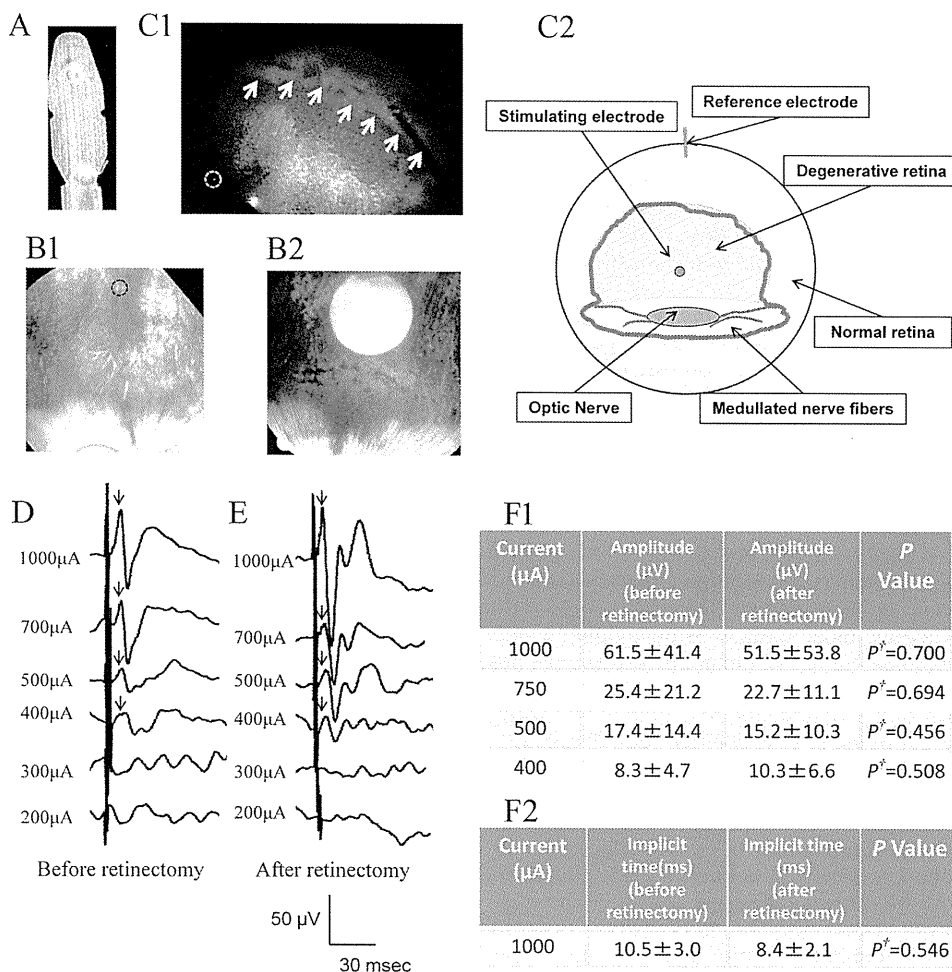 A
C1
C2
Reference electrode
Stimulating electrode
Degenerative retina
B1
B2
Normal retina
Optic Nerve
Medullated nerve fibers
D
1000μA
700μA
500μA
400μA
300μA
200μA
Before retinectomy
E
1000μA
700μA
500μA
400μA
300μA
200μA
After retinectomy
50 μV
30 msec
F1
Current (μA) Amplitude (μV) (before retinectomy) Amplitude (μV) (after retinectomy) P Value
1000 61.5±41.4 51.5±53.8 P†=0.700
750 25.4±21.2 22.7±11.1 P†=0.694
500 17.4±14.4 15.2±10.3 P†=0.456
400 8.3±4.7 10.3±6.6 P†=0.508
F2
Current (μA) Implicit time(ms) (before retinectomy) Implicit time (ms) (after retinectomy) P Value
1000 10.5±3.0 8.4±2.1 P†=0.546